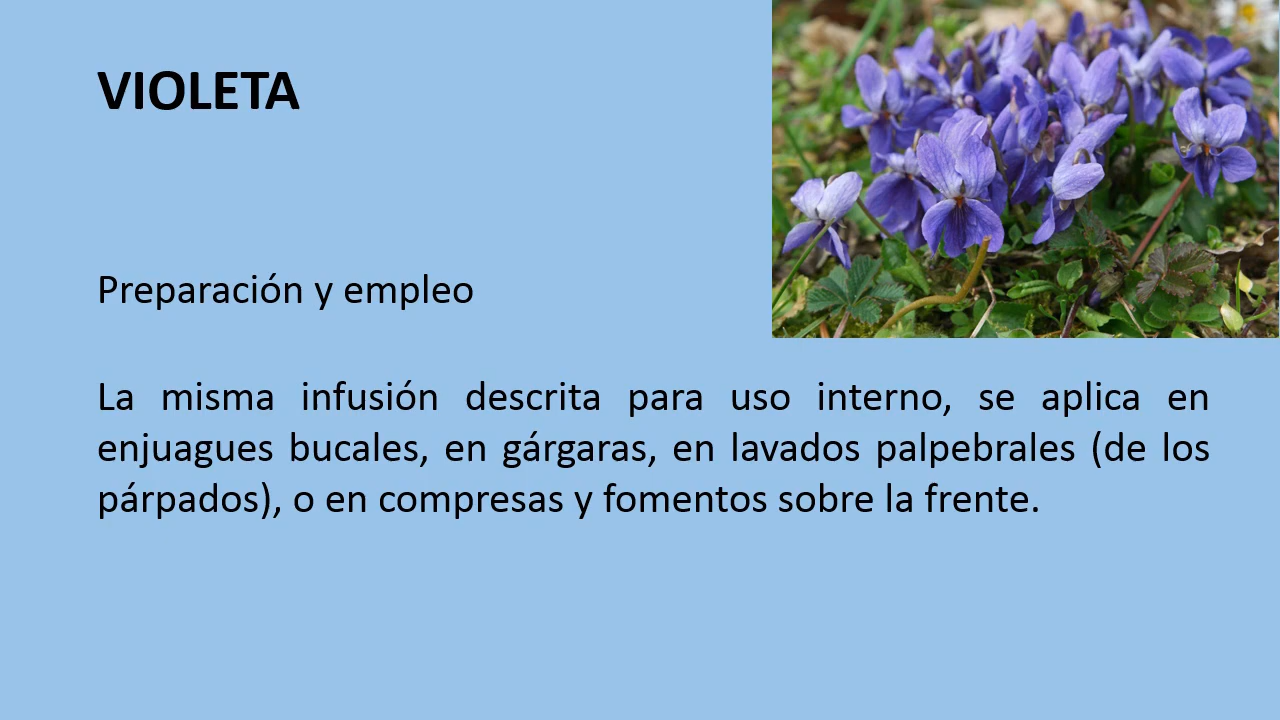 VIOLETA
Preparación y empleo
La misma infusión descrita para uso interno, se aplica en
enjuagues bucales, en gárgaras, en lavados palpebrales (de los
párpados), o en compresas y fomentos sobre la frente.